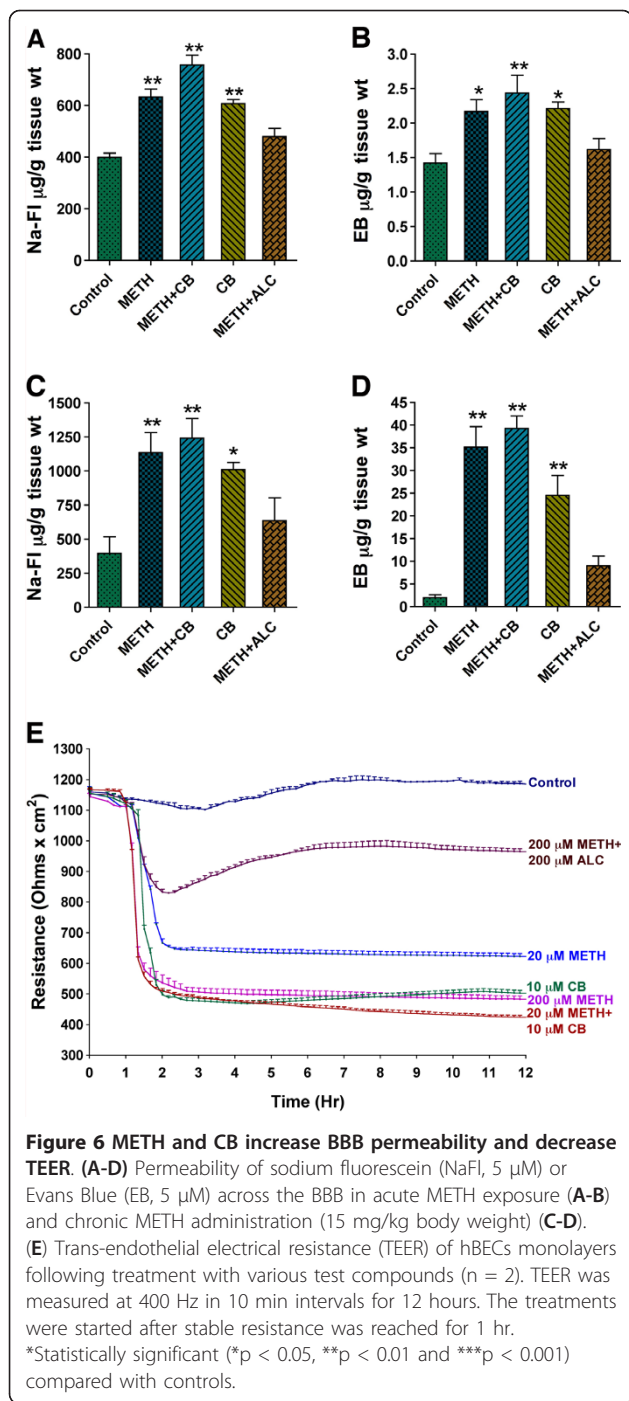 A
Na-Fl µg/g tissue wt
800
600
400
200
0
**
**
**
Control
METH
METH+CB
CB
METH+ALC
B
EB µg/g tissue wt
3.0
2.5
2.0
1.5
1.0
0.5
0.0
*
**
*
Control
METH
METH+CB
CB
METH+ALC
C
Na-Fl µg/g tissue wt
1500
1250
1000
750
500
250
0
**
**
*
Control
METH
METH+CB
CB
METH+ALC
D
EB µg/g tissue wt
45
40
35
30
25
20
15
10
5
0
**
**
**
Control
METH
METH+CB
CB
METH+ALC
E
Resistance (Ohms x cm²)
1300
1200
1100
1000
900
800
700
600
500
400
300
Control
200 µM METH+
200 µM ALC
20 µM METH
10 µM CB
200 µM METH
20 µM METH+
10 µM CB
0 1 2 3 4 5 6 7 8 9 10 11 12
Time (Hr)
Figure 6 METH and CB increase BBB permeability and decrease
TEER. (A-D) Permeability of sodium fluorescein (NaFl, 5 µM) or
Evans Blue (EB, 5 µM) across the BBB in acute METH exposure (A-B)
and chronic METH administration (15 mg/kg body weight) (C-D).
(E) Trans-endothelial electrical resistance (TEER) of hBECs monolayers
following treatment with various test compounds (n = 2). TEER was
measured at 400 Hz in 10 min intervals for 12 hours. The treatments
were started after stable resistance was reached for 1 hr.
*Statistically significant (*p < 0.05, **p < 0.01 and ***p < 0.001)
compared with controls.